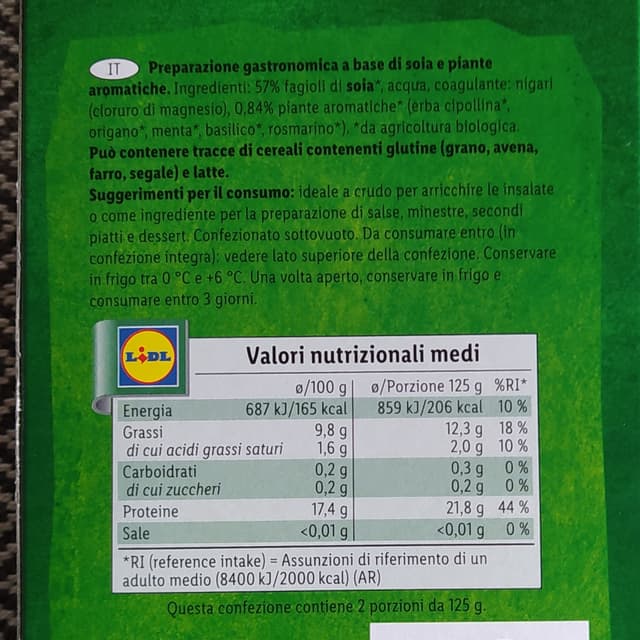 IT Preparazione gastronomica a base di soia e piante
aromatiche. Ingredienti: 57% fagioli di soia*, acqua, coagulante: nigari
(cloruro di magnesio), 0,84% piante aromatiche* (erba cipollina*,
origano*, menta*, basilico*, rosmarino*). *da agricoltura biologica.
Può contenere tracce di cereali contenenti glutine (grano, avena,
farro, segale) e latte.
Suggerimenti per il consumo: ideale a crudo per arricchire le insalate
o come ingrediente per la preparazione di salse, minestre, secondi
piatti e dessert. Confezionato sottovuoto. Da consumare entro (in
confezione integra): vedere lato superiore della confezione. Conservare
in frigo tra 0 °C e +6 °C. Una volta aperto, conservare in frigo e
consumare entro 3 giorni.
LIDL
Valori nutrizionali medi
ø/100 g ø/Porzione 125 g %RI*
Energia 687 kJ/165 kcal 859 kJ/206 kcal 10 %
Grassi 9,8 g 12,3 g 18 %
di cui acidi grassi saturi 1,6 g 2,0 g 10 %
Carboidrati 0,2 g 0,3 g 0 %
di cui zuccheri 0,2 g 0,2 g 0 %
Proteine 17,4 g 21,8 g 44 %
Sale <0,01 g <0,01 g 0 %
*RI (reference intake) = Assunzioni di riferimento di un
adulto medio (8400 kJ/2000 kcal) (AR)
Questa confezione contiene 2 porzioni da 125 g.